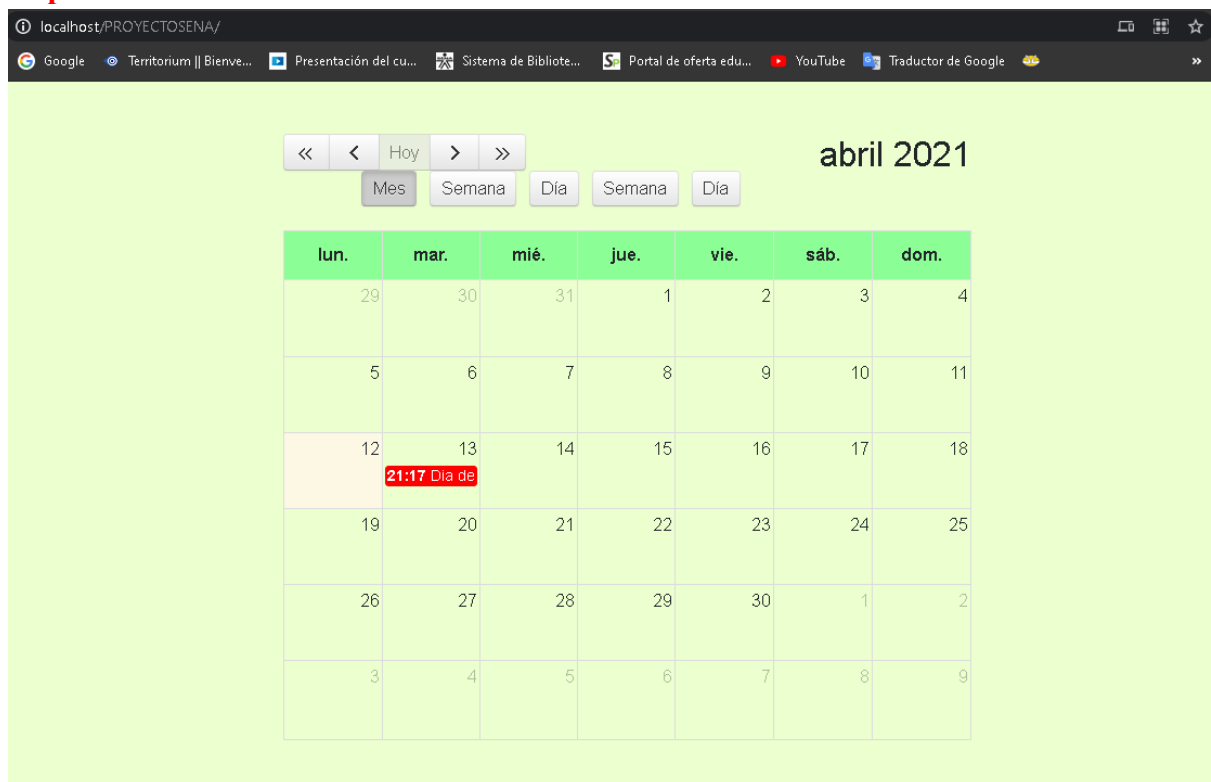 localhost/PROYECTOSENA/
Google Territorium || Bienve... Presentación del cu... Sistema de Bibliote... Portal de oferta edu... YouTube Traductor de Google »
« < Hoy > » abril 2021
Mes Semana Día Semana Día
lun. mar. mié. jue. vie. sáb. dom.
29 30 31 1 2 3 4
5 6 7 8 9 10 11
12 13 14 15 16 17 18
21:17 Dia de
19 20 21 22 23 24 25
26 27 28 29 30 1 2
3 4 5 6 7 8 9